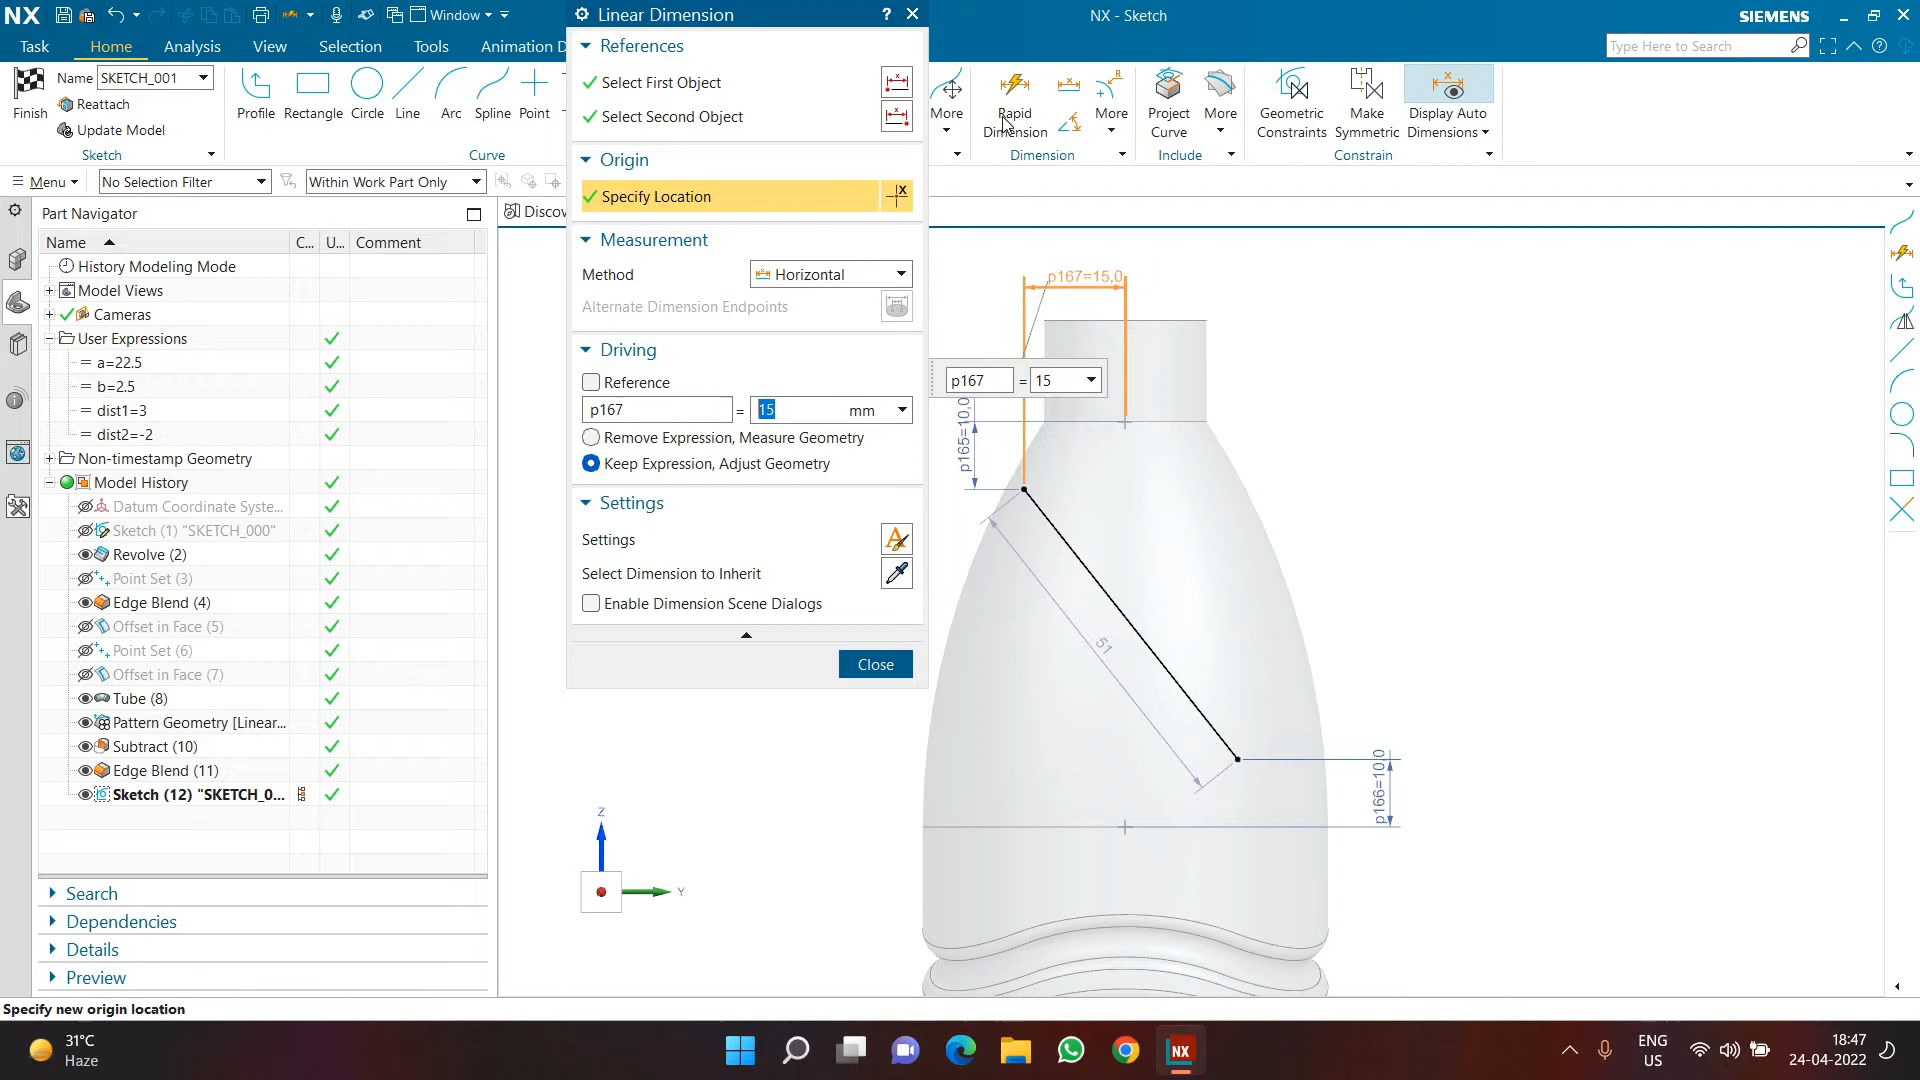 NX
Window
Linear Dimension
?
NX - Sketch
SIEMENS
Task
Home
Analysis
View
Selection
Tools
Animation D
Type Here to Search
Finish
Name
SKETCH_001
Reattach
Update Model
Sketch
Profile
Rectangle
Circle
Line
Arc
Spline
Point
Curve
More
Rapid
Dimension
More
Dimension
Project
Curve
More
Include
Geometric
Constraints
Make
Symmetric
Display Auto
Dimensions
Constrain
Menu
No Selection Filter
Within Work Part Only
Discov
Part Navigator
Name
C...
U...
Comment
History Modeling Mode
Model Views
Cameras
User Expressions
= a=22.5
= b=2.5
= dist1=3
= dist2=-2
Non-timestamp Geometry
Model History
Datum Coordinate Syste...
Sketch (1) "SKETCH_000"
Revolve (2)
Point Set (3)
Edge Blend (4)
Offset in Face (5)
Point Set (6)
Offset in Face (7)
Tube (8)
Pattern Geometry [Linear...
Subtract (10)
Edge Blend (11)
Sketch (12) "SKETCH_0...
Search
Dependencies
Details
Preview
References
Select First Object
Select Second Object
Origin
Specify Location
Measurement
Method
Horizontal
Alternate Dimension Endpoints
Driving
Reference
p167 = 15 mm
Remove Expression, Measure Geometry
Keep Expression, Adjust Geometry
Settings
Settings
Select Dimension to Inherit
Enable Dimension Scene Dialogs
Close
p167=15,0
p167 = 15
p165=10,0
51
p166=10,0
Z
Y
Specify new origin location
31°C
Haze
NX
ENG
US
18:47
24-04-2022